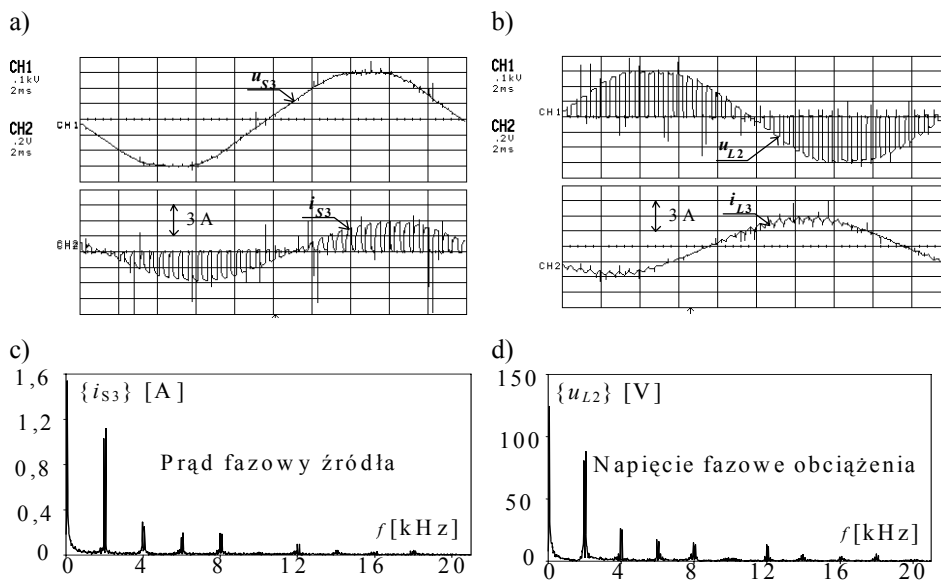 a)
CH1
.1kV
2ms
CH2
.2V
2ms
CH1
u_S3
CH2
3 A
i_S3
b)
CH1
.1kV
2ms
CH2
.2V
2ms
CH1
u_L2
CH2
3 A
i_L3
c)
1,6
1,2
0,8
0,4
0
{i_S3} [A]
Prąd fazowy źródła
f [kHz]
0 4 8 12 16 20
d)
150
100
50
0
{u_L2} [V]
Napięcie fazowe obciążenia
f [kHz]
0 4 8 12 16 20